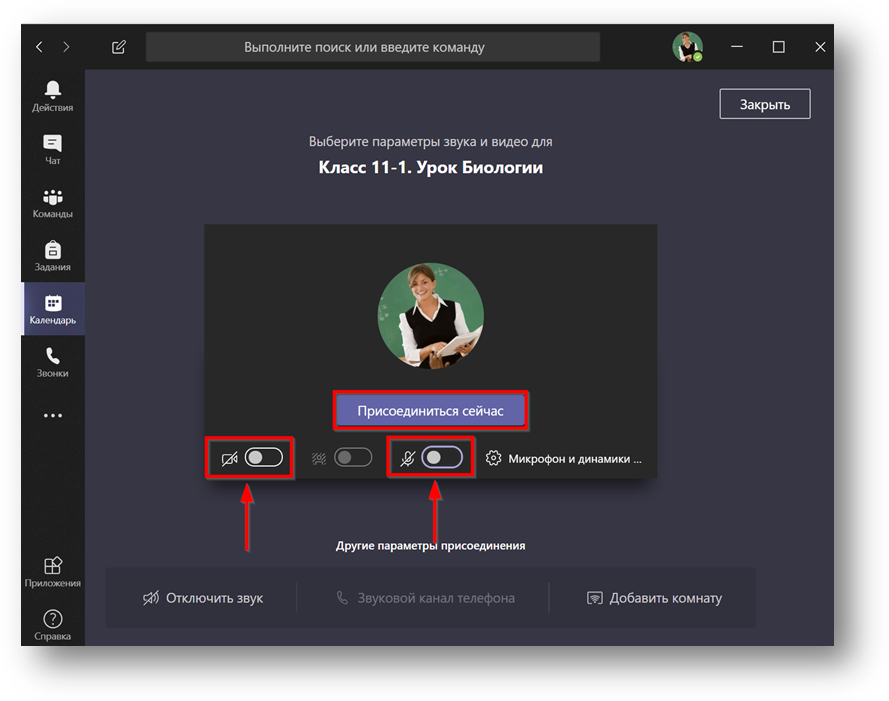 Выполните поиск или введите команду
Действия
Чат
Команды
Задания
Календарь
Звонки
Приложения
Справка
Закрыть
Выберите параметры звука и видео для
Класс 11-1. Урок Биологии
Присоединиться сейчас
Микрофон и динамики ...
Другие параметры присоединения
Отключить звук
Звуковой канал телефона
Добавить комнату